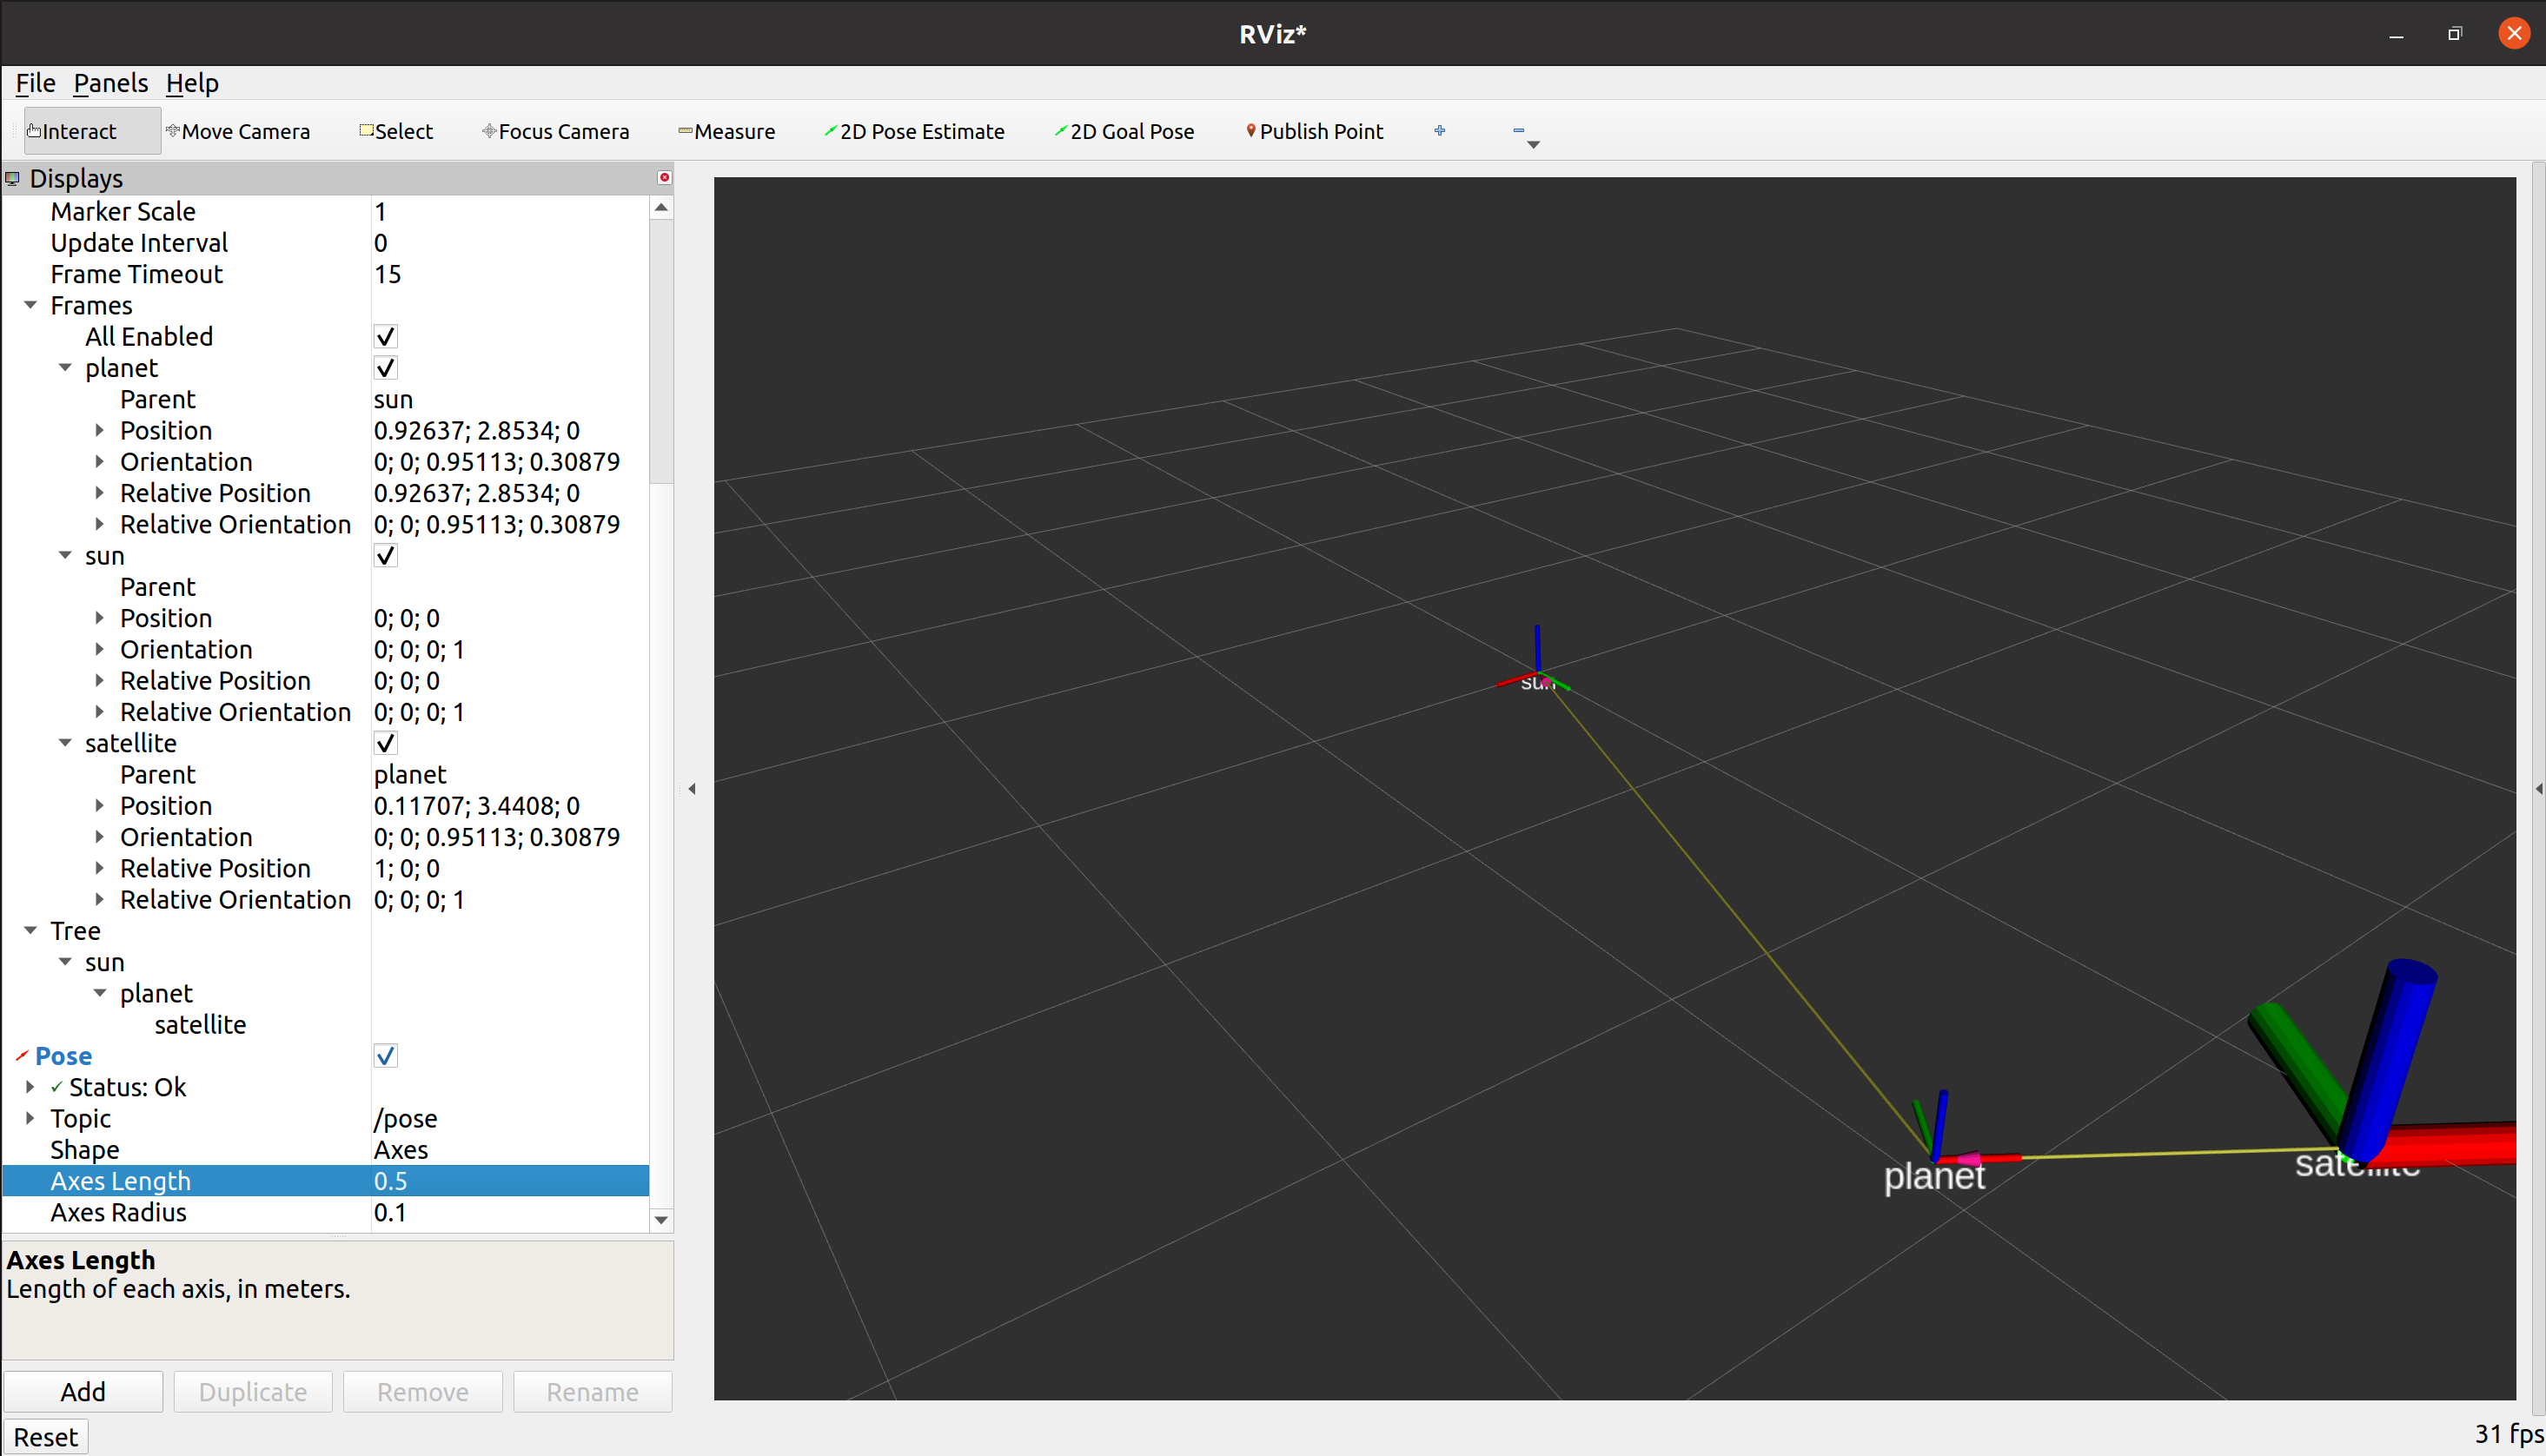 RViz*
File Panels Help
Interact Move Camera Select Focus Camera Measure 2D Pose Estimate 2D Goal Pose Publish Point
Displays
Marker Scale 1
Update Interval 0
Frame Timeout 15
Frames
All Enabled
planet
Parent sun
Position 0.92637; 2.8534; 0
Orientation 0; 0; 0.95113; 0.30879
Relative Position 0.92637; 2.8534; 0
Relative Orientation 0; 0; 0.95113; 0.30879
sun
Parent
Position 0; 0; 0
Orientation 0; 0; 0; 1
Relative Position 0; 0; 0
Relative Orientation 0; 0; 0; 1
satellite
Parent planet
Position 0.11707; 3.4408; 0
Orientation 0; 0; 0.95113; 0.30879
Relative Position 1; 0; 0
Relative Orientation 0; 0; 0; 1
Tree
sun
planet
satellite
Pose
Status: Ok
Topic /pose
Shape Axes
Axes Length 0.5
Axes Radius 0.1
Axes Length
Length of each axis, in meters.
Add Duplicate Remove Rename
Reset
sun
planet
satellite
31 fps